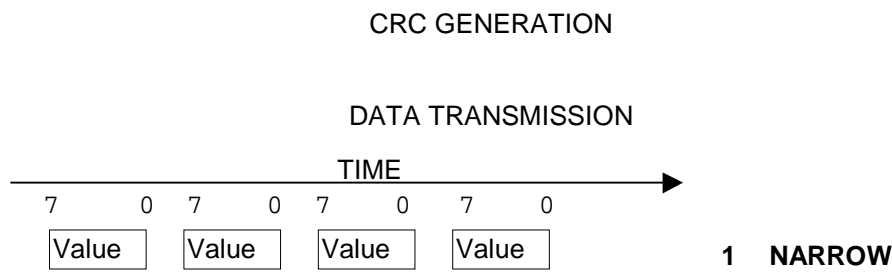 CRC GENERATION
DATA TRANSMISSION
TIME
7 0 7 0 7 0 7 0
Value Value Value Value 1 NARROW